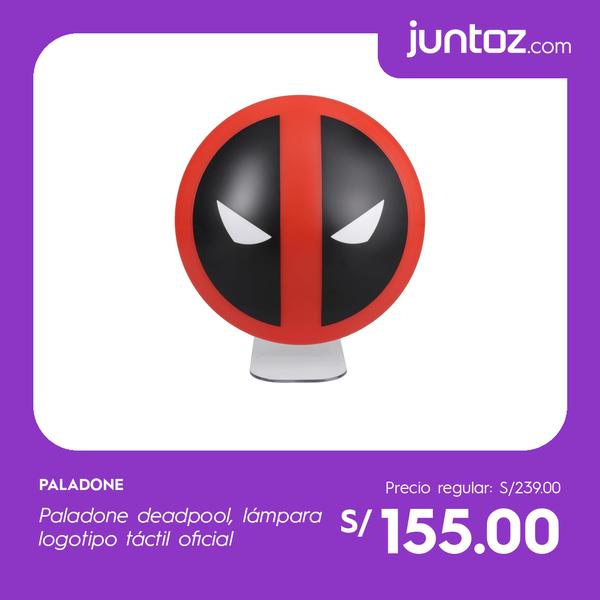 juntoz.com
PALADONE
Paladone deadpool, lámpara
logotipo táctil oficial
Precio regular: S/239.00
S/155.00